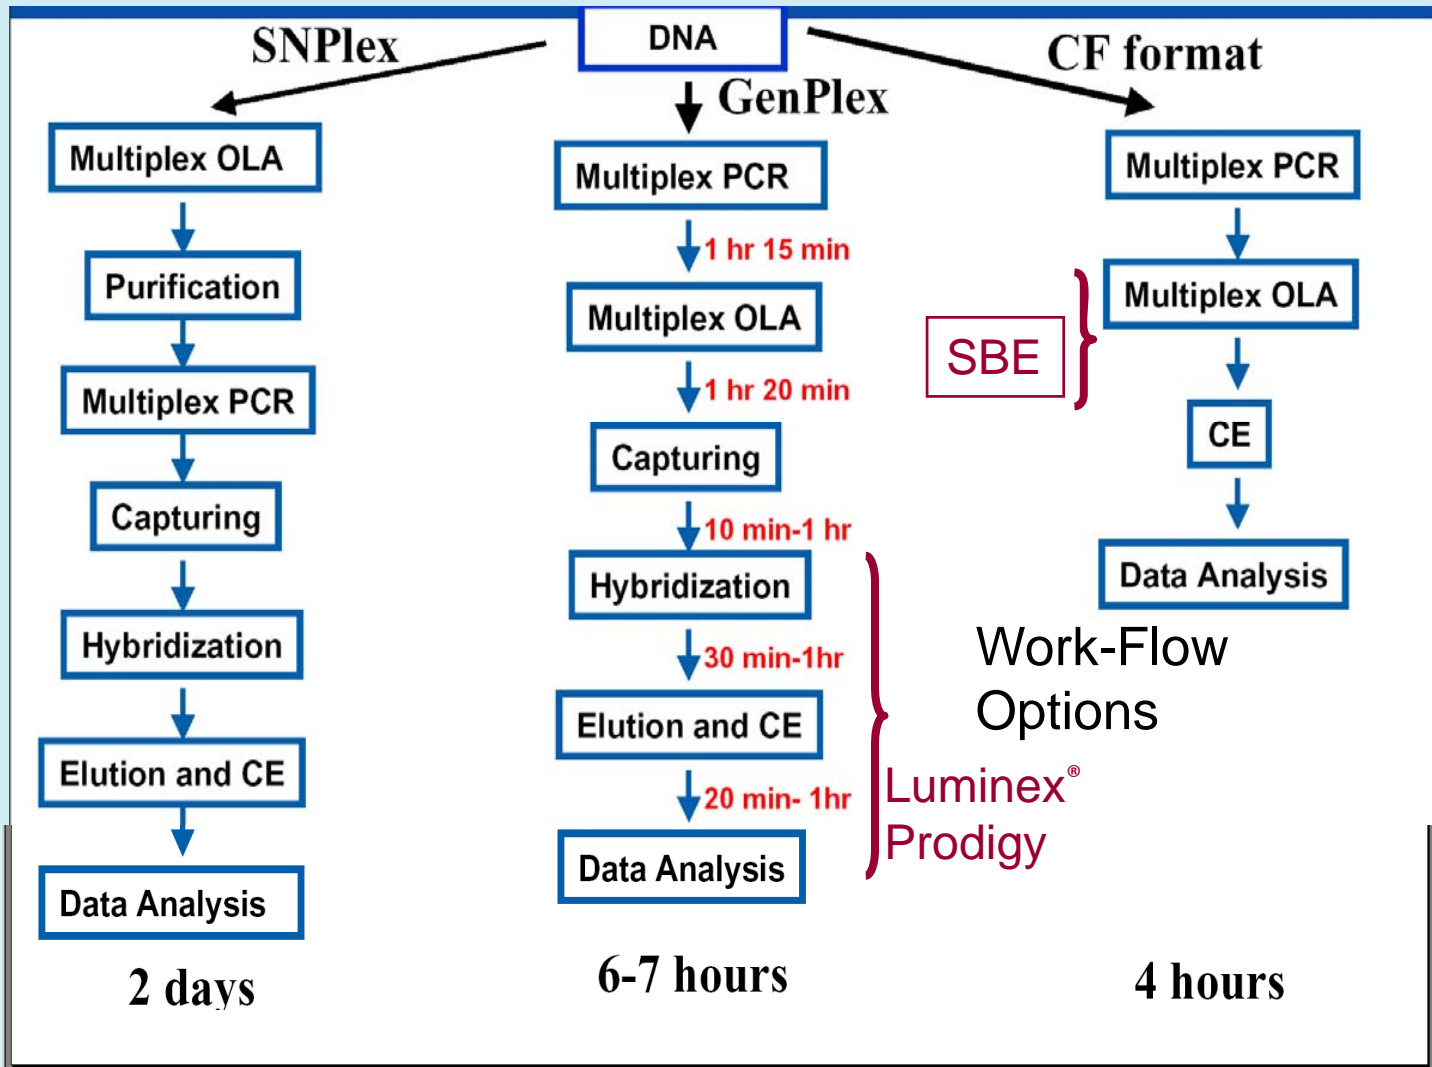 DNA
SNPlex
Multiplex OLA
Purification
Multiplex PCR
Capturing
Hybridization
Elution and CE
Data Analysis
2 days
GenPlex
Multiplex PCR
1 hr 15 min
Multiplex OLA
1 hr 20 min
Capturing
10 min-1 hr
Hybridization
30 min-1hr
Elution and CE
20 min- 1hr
Data Analysis
6-7 hours
Luminex®
Prodigy
CF format
Multiplex PCR
Multiplex OLA
SBE
CE
Data Analysis
4 hours
Work-Flow
Options